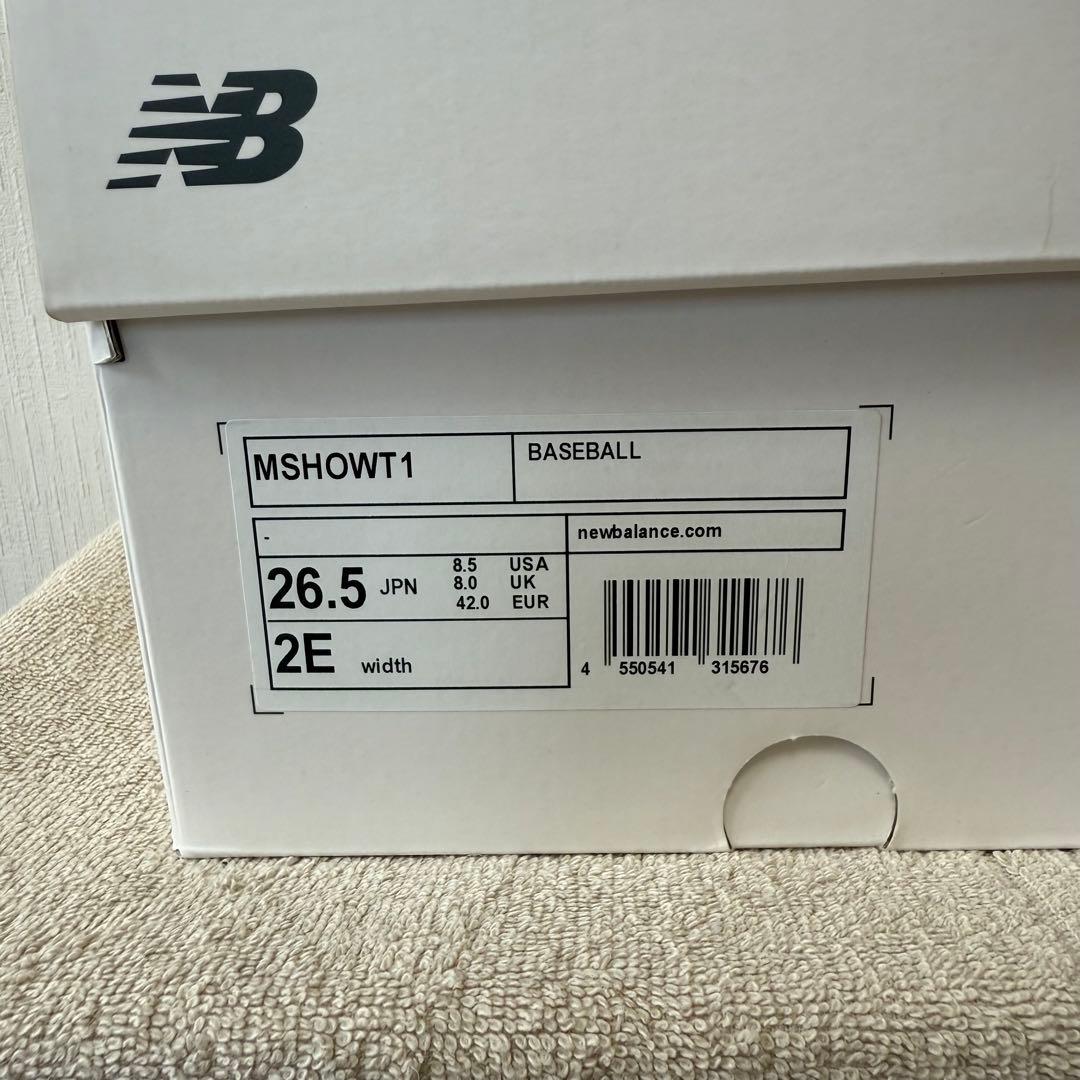 NB
MSHOWT1
BASEBALL
-
newbalance.com
26.5 JPN
8.5 USA
8.0 UK
42.0 EUR
2E width
4 550541 315676